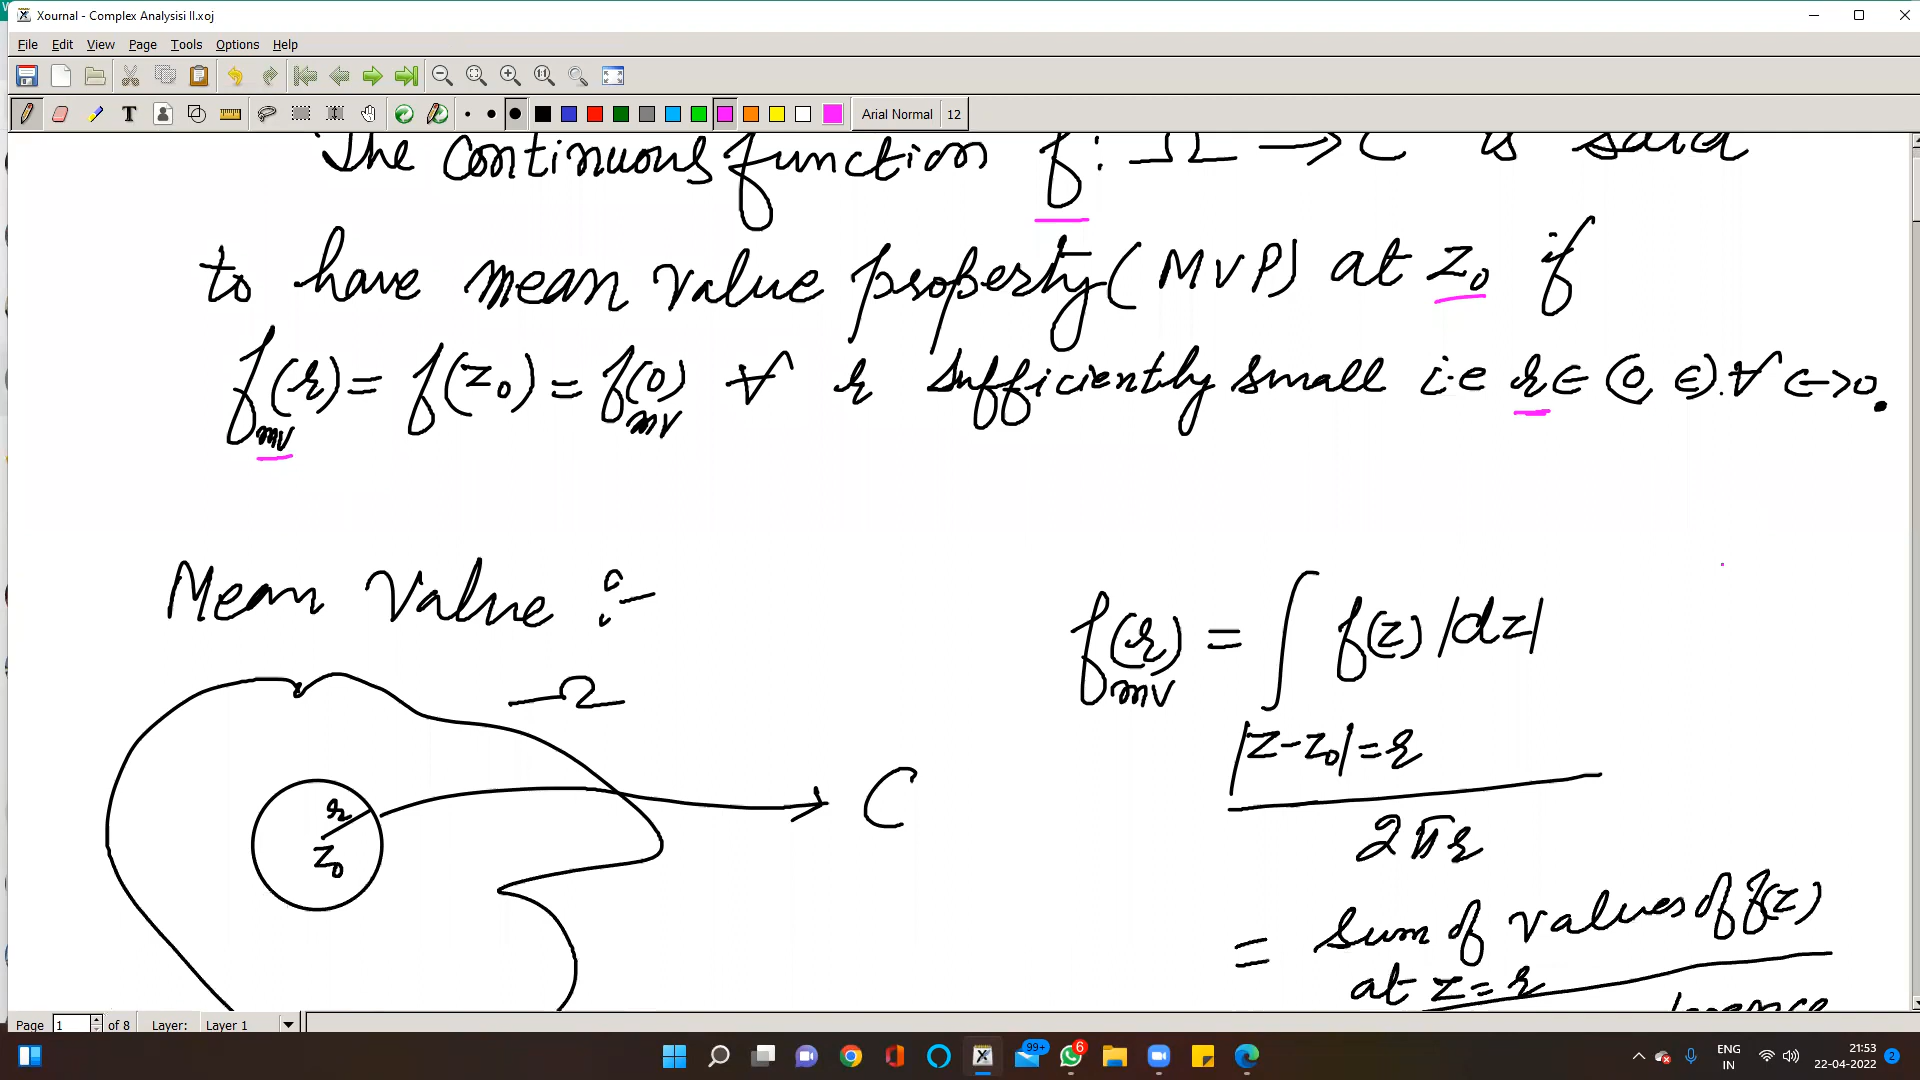 Xournal - Complex Analysisi II.xoj
File Edit View Page Tools Options Help
Arial Normal 12
The Continuous function f: Ω → C is said
to have mean value property (MVP) at z₀ if
f_mv(r) = f(z₀) = f_mv(0) ∀ r sufficiently small i.e r ∈ (0, ∈). ∀ ∈ > 0.
Mean Value :-
Ω
C
r
z₀
f_mv(r) = ∫ f(z) |dz|
|z-z₀| = r
2πr
= Sum of values of f(z)
at z = r
Page 1 of 8 Layer: Layer 1
99+
6
ENG
IN
21:53
22-04-2022
2